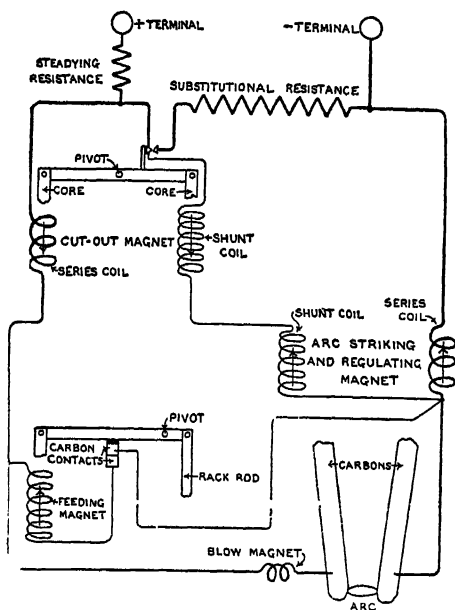 + TERMINAL
- TERMINAL
STEADYING
RESISTANCE
SUBSTITUTIONAL RESISTANCE
PIVOT
CORE
CORE
CUT-OUT MAGNET
SHUNT
COIL
SERIES COIL
SHUNT COIL
SERIES
COIL
ARC STRIKING
AND REGULATING
MAGNET
PIVOT
CARBON
CONTACTS
RACK ROD
CARBONS
FEEDING
MAGNET
BLOW MAGNET
ARC